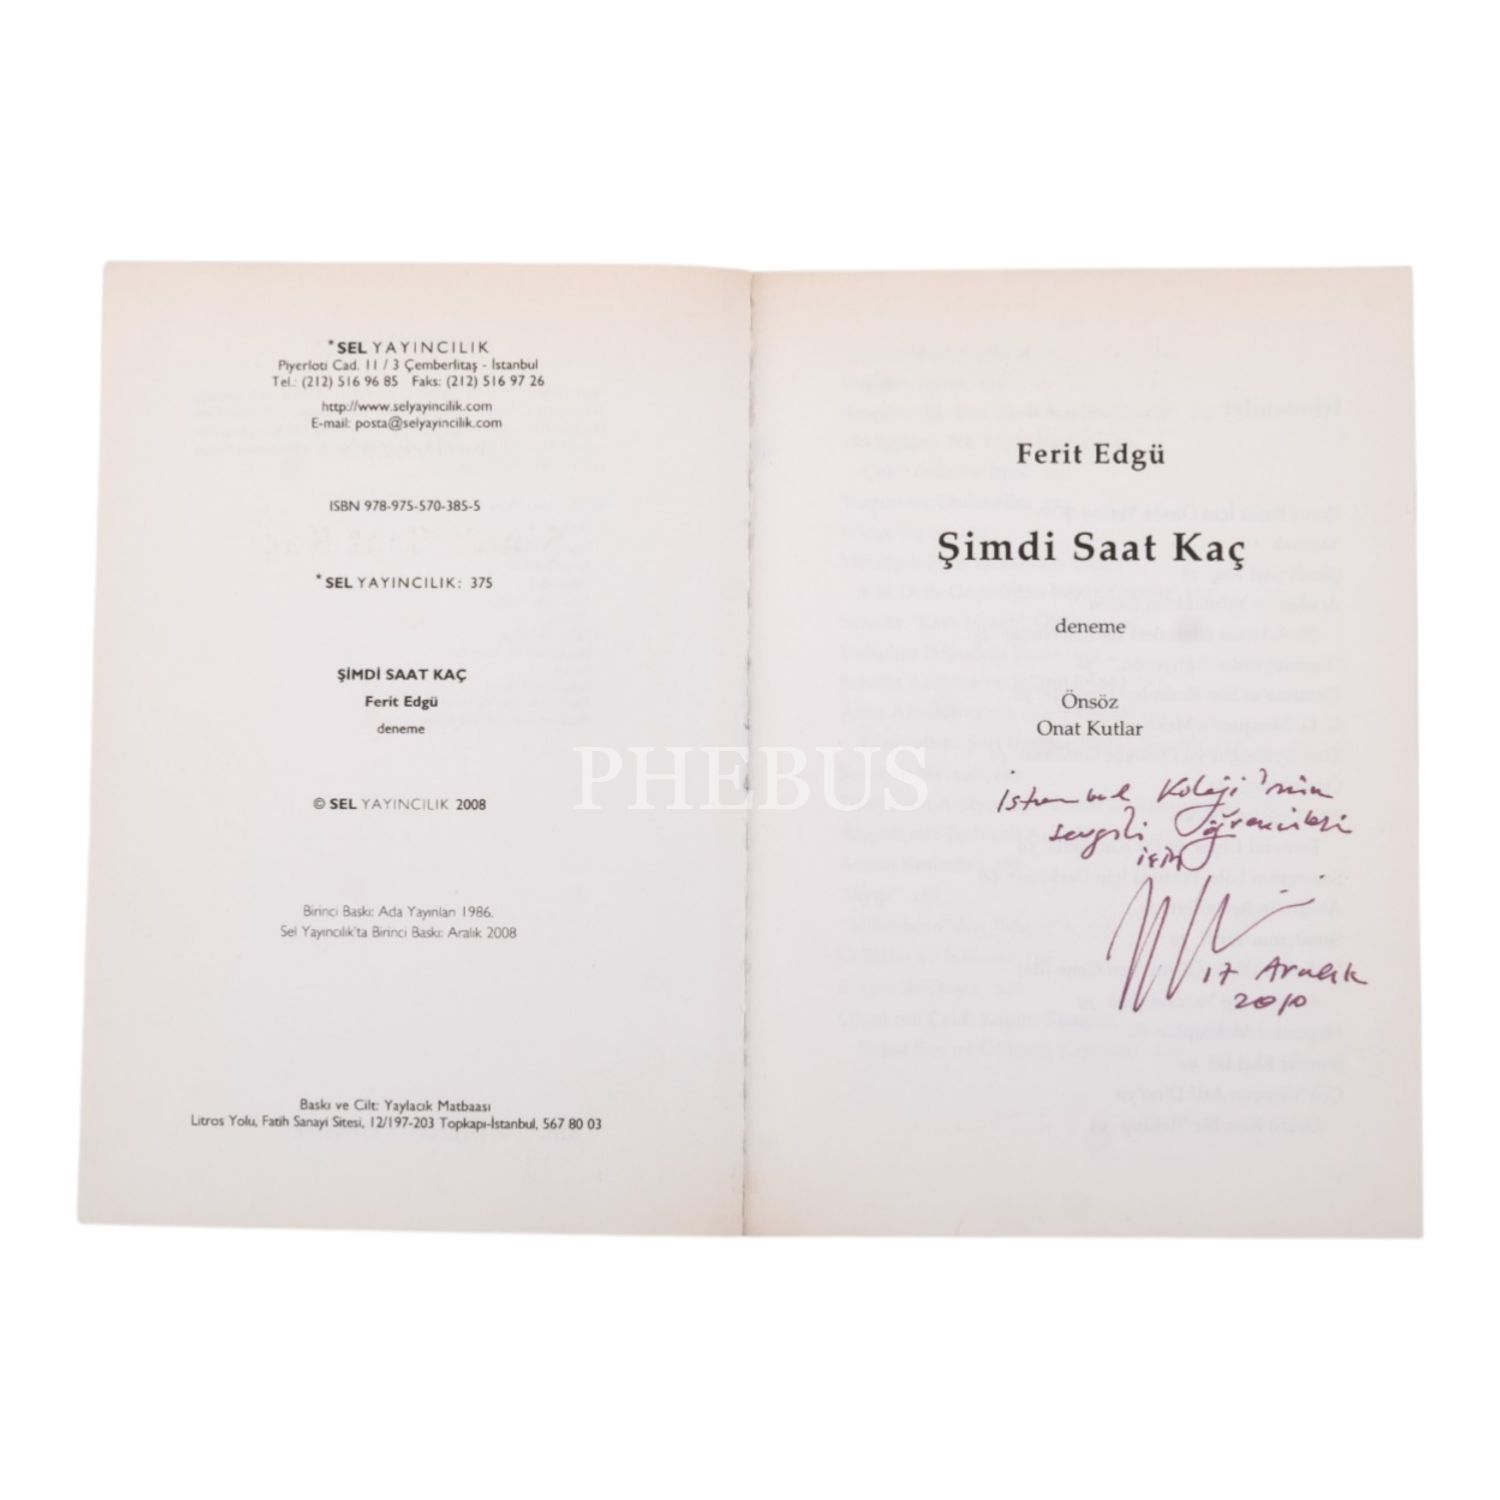 *SEL YAYINCILIK
Piyerloti Cad. 11 / 3 Çemberlitaş - İstanbul
Tel.: (212) 516 96 85 Faks: (212) 516 97 26
http://www.selyayincilik.com
E-mail: posta@selyayincilik.com
ISBN 978-975-570-385-5
*SEL YAYINCILIK: 375
ŞİMDİ SAAT KAÇ
Ferit Edgü
deneme
© SEL YAYINCILIK 2008
Birinci Baskı: Ada Yayınları 1986.
Sel Yayıncılık'ta Birinci Baskı: Aralık 2008
Baskı ve Cilt: Yaylacık Matbaası
Litros Yolu, Fatih Sanayi Sitesi, 12/197-203 Topkapı-İstanbul, 567 80 03
Ferit Edgü
Şimdi Saat Kaç
deneme
Önsöz
Onat Kutlar
İstanbul Koleji'nin
sevgili Öğrencileri
için
17 Aralık
2010
PHEBUS